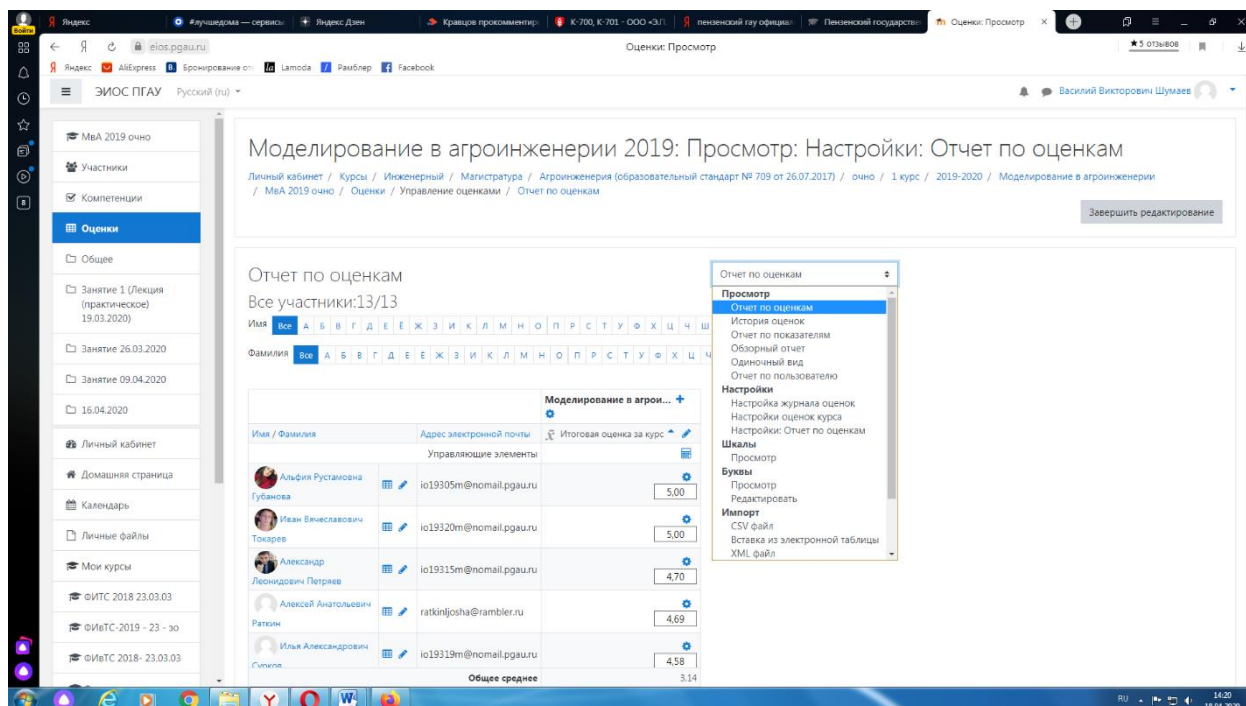 Войти
Яндекс
#лучшедома — сервисы
Яндекс Дзен
Кравцов прокомментир
К-700, К-701 - ООО «ЭЛ
пензенский гау официал
Пензенский государстве
Оценки: Просмотр
eios.pgau.ru
Оценки: Просмотр
★ 5 отзывов
Яндекс
AliExpress
Бронирование от
Lamoda
Рамблер
Facebook
ЭИОС ПГАУ Русский (ru)
Василий Викторович Шумаев
МвА 2019 очно
Участники
Компетенции
Оценки
Общее
Занятие 1 (Лекция
(практическое)
19.03.2020)
Занятие 26.03.2020
Занятие 09.04.2020
16.04.2020
Личный кабинет
Домашняя страница
Календарь
Личные файлы
Мои курсы
ФИТС 2018 23.03.03
ФИвТС-2019 - 23 - зо
ФИвТС 2018- 23.03.03
Моделирование в агроинженерии 2019: Просмотр: Настройки: Отчет по оценкам
Личный кабинет / Курсы / Инженерный / Магистратура / Агроинженерия (образовательный стандарт № 709 от 26.07.2017) / очно / 1 курс / 2019-2020 / Моделирование в агроинженерии
/ МвА 2019 очно / Оценки / Управление оценками / Отчет по оценкам
Завершить редактирование
Отчет по оценкам
Все участники:13/13
Имя Все А Б В Г Д Е Ё Ж З И К Л М Н О П Р С Т У Ф Х Ц Ч Ш
Фамилия Все А Б В Г Д Е Ё Ж З И К Л М Н О П Р С Т У Ф Х Ц Ч
Моделирование в агрои...
Имя / Фамилия Адрес электронной почты Итоговая оценка за курс
Управляющие элементы
Альфия Рустамовна
Губанова
io19305m@nomail.pgau.ru
5,00
Иван Вячеславович
Токарев
io19320m@nomail.pgau.ru
5,00
Александр
Леонидович Петряев
io19315m@nomail.pgau.ru
4,70
Алексей Анатольевич
Раткин
ratkinljosha@rambler.ru
4,69
Илья Александрович
Сурков
io19319m@nomail.pgau.ru
4,58
Общее среднее 3.14
Отчет по оценкам
Просмотр
Отчет по оценкам
История оценок
Отчет по показателям
Обзорный отчет
Одиночный вид
Отчет по пользователю
Настройки
Настройка журнала оценок
Настройки оценок курса
Настройки: Отчет по оценкам
Шкалы
Просмотр
Буквы
Просмотр
Редактировать
Импорт
CSV файл
Вставка из электронной таблицы
XML файл
RU
14:20
18.04.2020